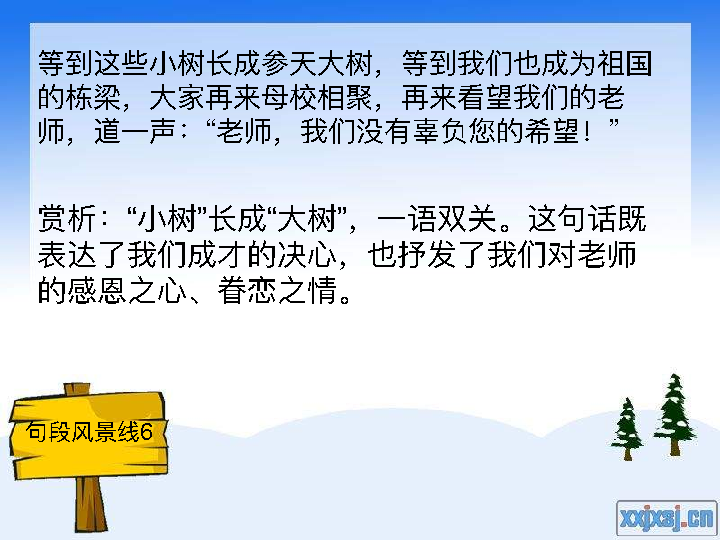 等到这些小树长成参天大树，等到我们也成为祖国
的栋梁，大家再来母校相聚，再来看望我们的老
师，道一声：“老师，我们没有辜负您的希望！”
赏析：“小树”长成“大树”，一语双关。这句话既
表达了我们成才的决心，也抒发了我们对老师
的感恩之心、眷恋之情。
句段风景线6
xxjxsj.cn